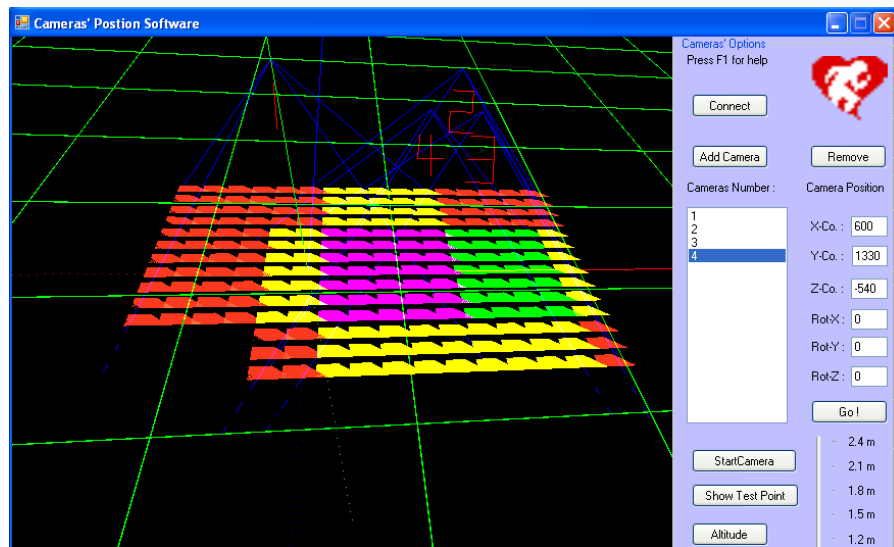 Cameras' Postion Software
Cameras' Options
Press F1 for help
Connect
Add Camera
Remove
Cameras Number :
Camera Position
1
2
3
4
X-Co. : 600
Y-Co. : 1330
Z-Co. : -540
Rot-X : 0
Rot-Y : 0
Rot-Z : 0
Go !
StartCamera
Show Test Point
Altitude
2.4 m
2.1 m
1.8 m
1.5 m
1.2 m